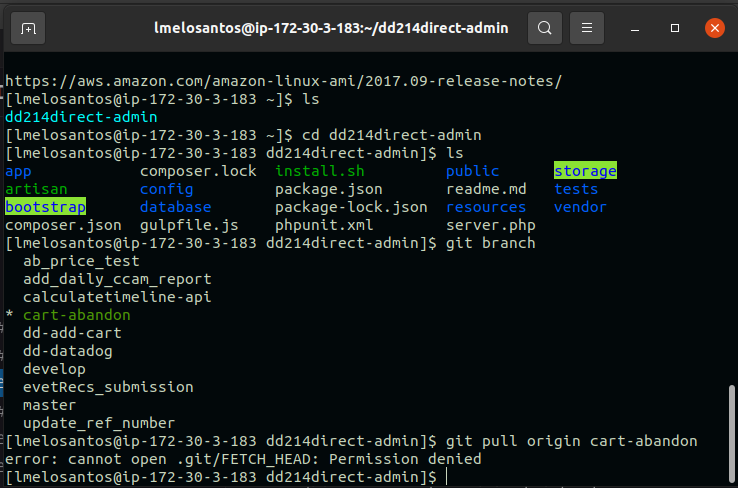 lmelosantos@ip-172-30-3-183:~/dd214direct-admin
https://aws.amazon.com/amazon-linux-ami/2017.09-release-notes/
[lmelosantos@ip-172-30-3-183 ~]$ ls
dd214direct-admin
[lmelosantos@ip-172-30-3-183 ~]$ cd dd214direct-admin
[lmelosantos@ip-172-30-3-183 dd214direct-admin]$ ls
app composer.lock install.sh public storage
artisan config package.json readme.md tests
bootstrap database package-lock.json resources vendor
composer.json gulpfile.js phpunit.xml server.php
[lmelosantos@ip-172-30-3-183 dd214direct-admin]$ git branch
ab_price_test
add_daily_ccam_report
calculatetimeline-api
* cart-abandon
dd-add-cart
dd-datadog
develop
evetRecs_submission
master
update_ref_number
[lmelosantos@ip-172-30-3-183 dd214direct-admin]$ git pull origin cart-abandon
error: cannot open .git/FETCH_HEAD: Permission denied
[lmelosantos@ip-172-30-3-183 dd214direct-admin]$